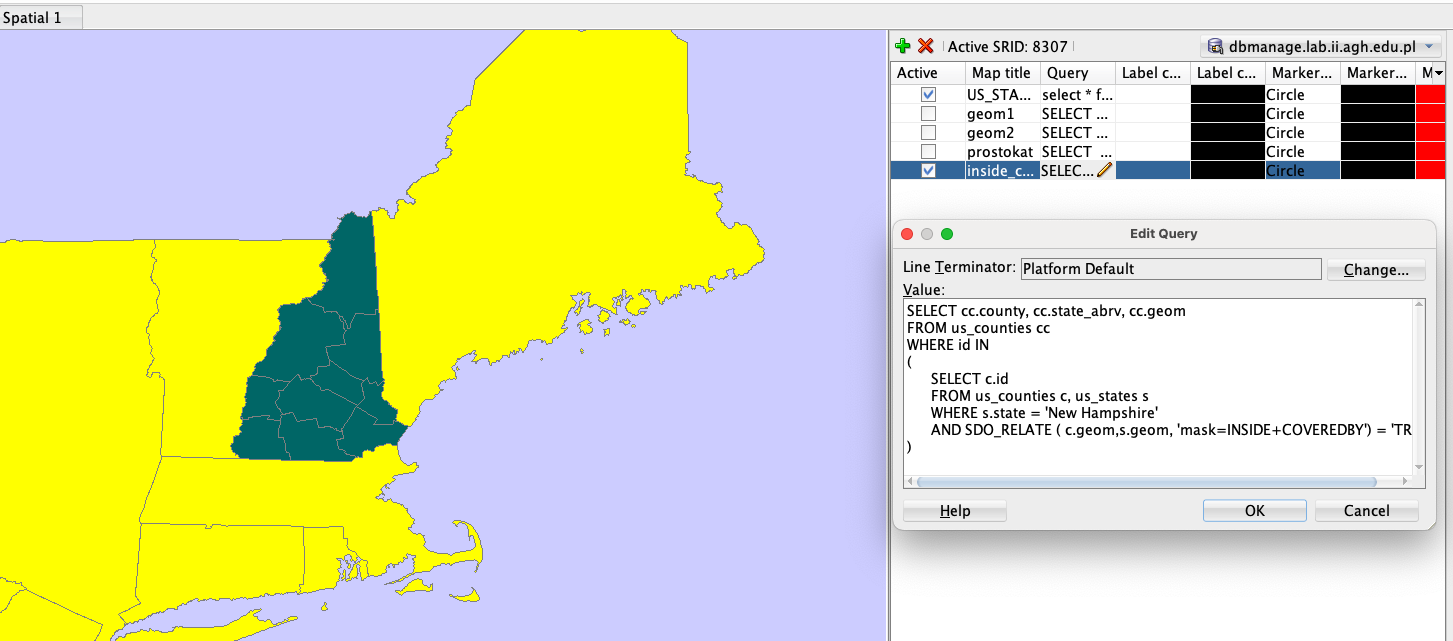 Spatial 1
Active SRID: 8307
dbmanage.lab.ii.agh.edu.pl
Active Map title Query Label c... Label c... Marker... Marker... M
US_STA... select * f... Circle
geom1 SELECT ... Circle
geom2 SELECT ... Circle
prostokat SELECT ... Circle
inside_c... SELEC... Circle
Edit Query
Line Terminator: Platform Default Change...
Value:
SELECT cc.county, cc.state_abrv, cc.geom
FROM us_counties cc
WHERE id IN
(
SELECT c.id
FROM us_counties c, us_states s
WHERE s.state = 'New Hampshire'
AND SDO_RELATE ( c.geom,s.geom, 'mask=INSIDE+COVEREDBY') = 'TR
)
Help OK Cancel